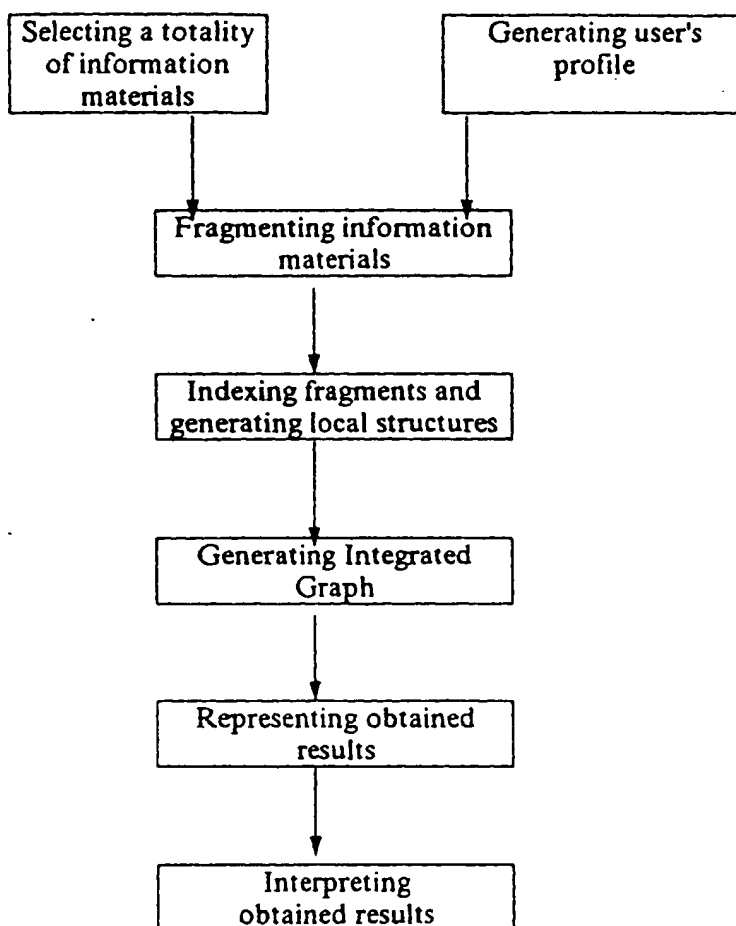 Selecting a totality
of information
materials
Generating user's
profile
Fragmenting information
materials
Indexing fragments and
generating local structures
Generating Integrated
Graph
Representing obtained
results
Interpreting
obtained results